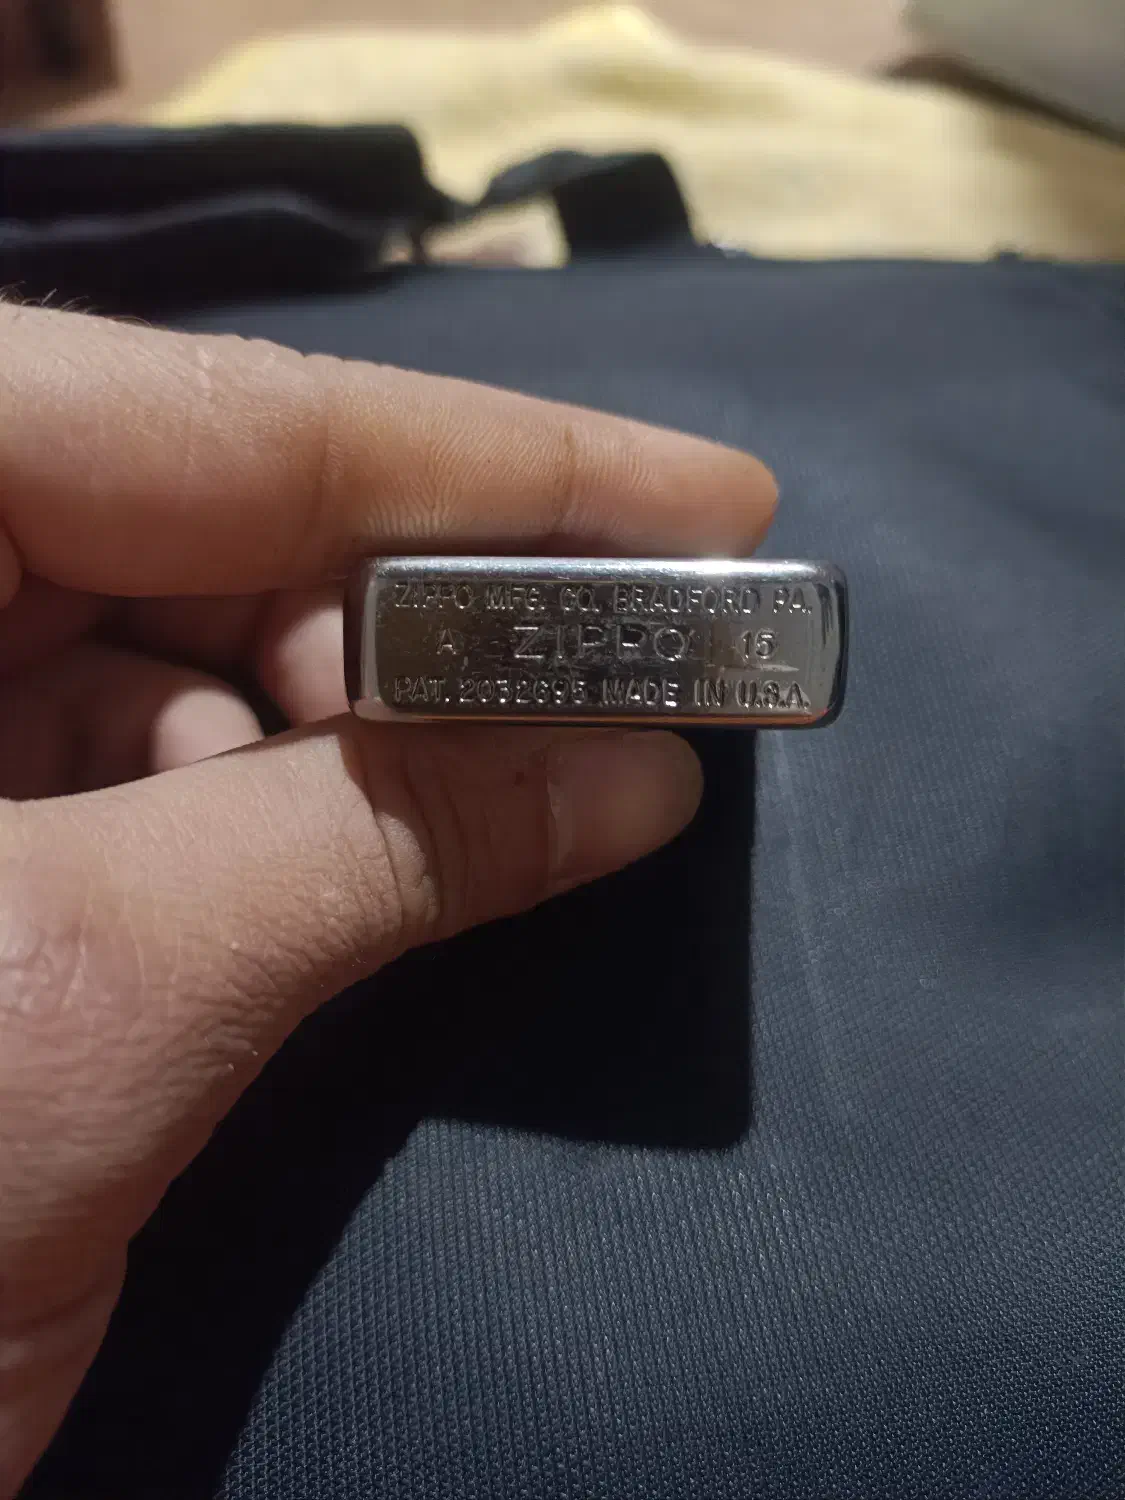 ZIPPO MFG. CO. BRADFORD PA.
A ZIPPO 15
PAT. 2032695 MADE IN U.S.A.